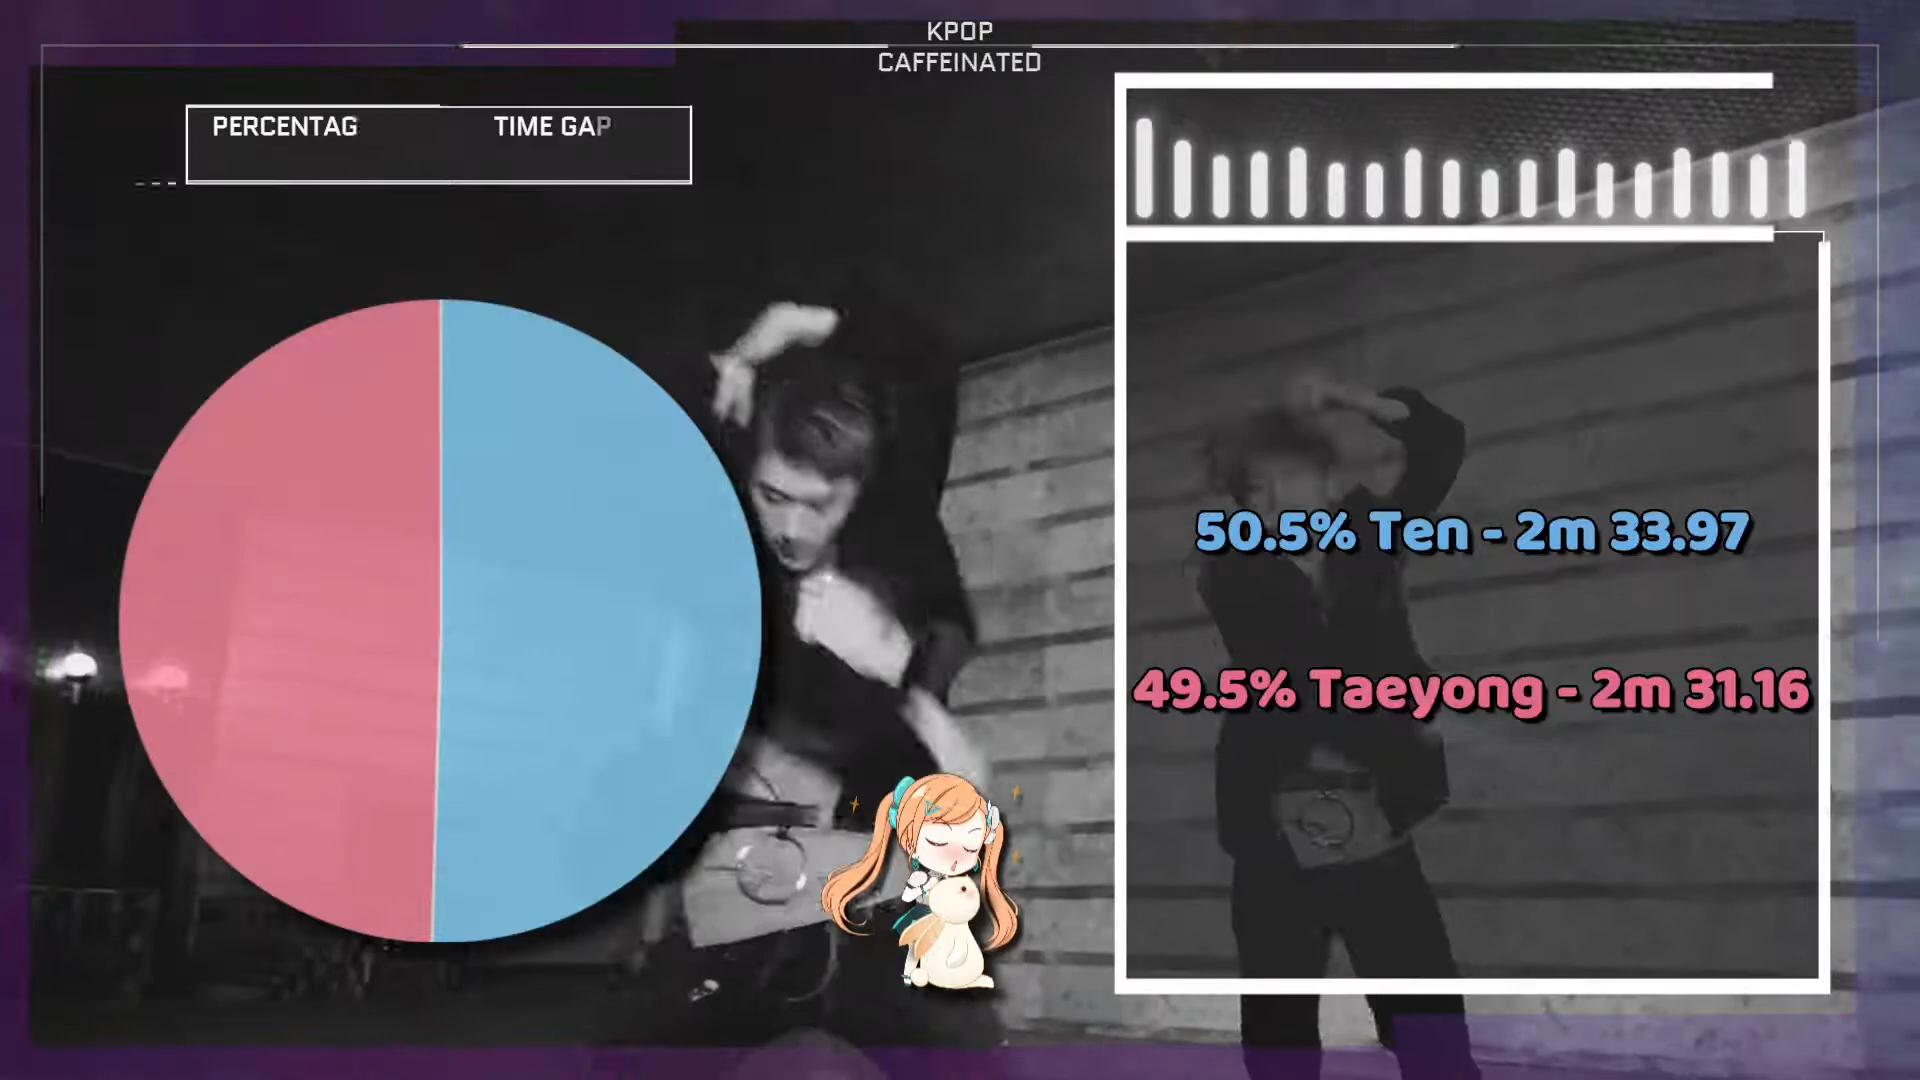 KPOP
CAFFEINATED
PERCENTAG
TIME GAP
50.5% Ten - 2m 33.97
49.5% Taeyong - 2m 31.16